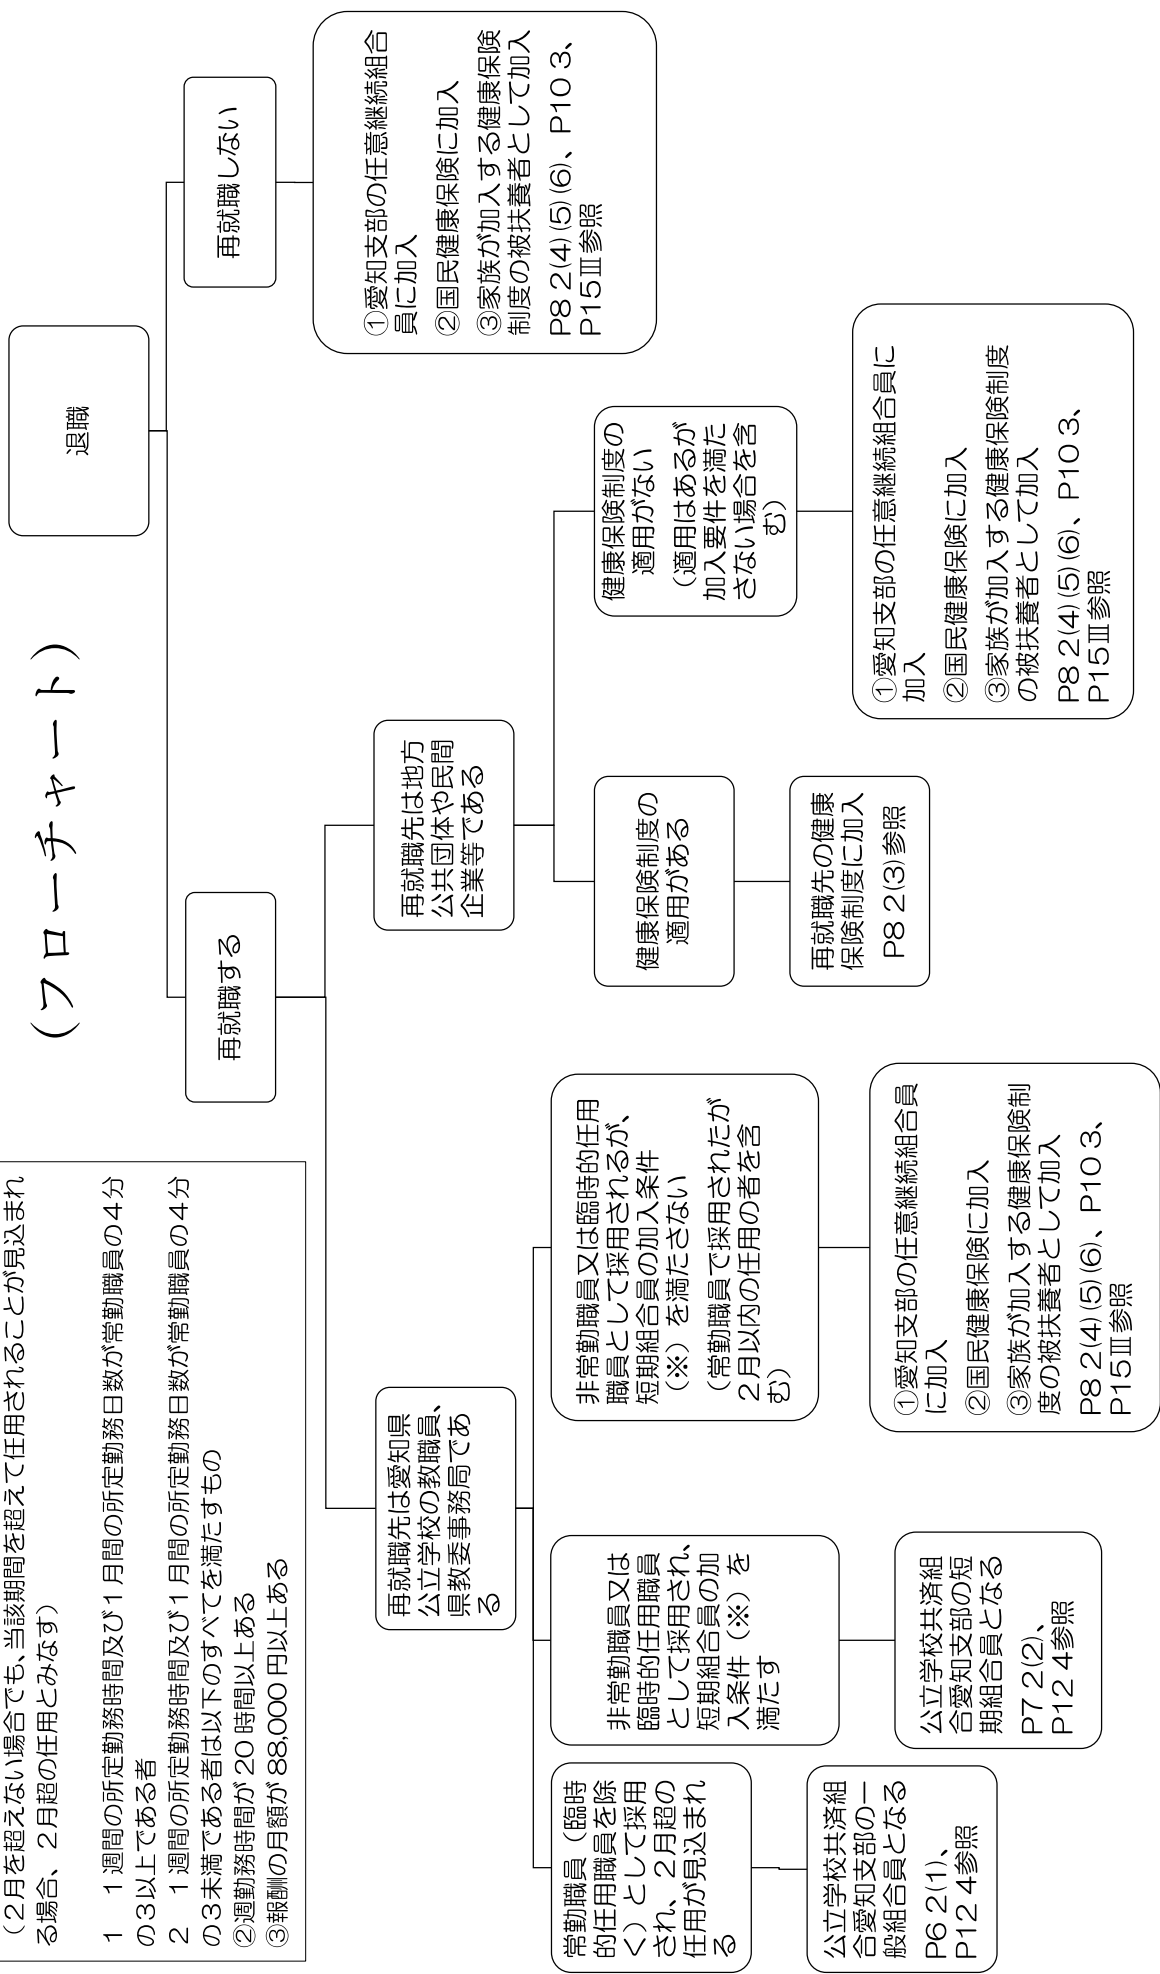 (フローチャート)
（２月を超えない場合でも、当該期間を超えて任用されることが見込まれ
る場合、２月超の任用とみなす）
１　１週間の所定勤務時間及び１月間の所定勤務日数が常勤職員の４分
の３以上である者
２　１週間の所定勤務時間及び１月間の所定勤務日数が常勤職員の４分
の３未満である者は以下のすべてを満たすもの
②週勤務時間が 20 時間以上ある
③報酬の月額が 88,000 円以上ある
退職
再就職する
再就職しない
①愛知支部の任意継続組合
員に加入
②国民健康保険に加入
③家族が加入する健康保険
制度の被扶養者として加入
P8 2(4)(5)(6)、P10 3、
P15Ⅲ参照
再就職先は愛知県
公立学校の教職員、
県教委事務局であ
る
再就職先は地方
公共団体や民間
企業等である
常勤職員（臨時
的任用職員を除
く）として採用
され、２月超の
任用が見込まれ
る
非常勤職員又は
臨時的任用職員
として採用され、
短期組合員の加
入条件（※）を
満たす
非常勤職員又は臨時的任用
職員として採用されるが、
短期組合員の加入条件
（※）を満たさない
（常勤職員で採用されたが
２月以内の任用の者を含
む）
健康保険制度の
適用がある
健康保険制度の
適用がない
（適用はあるが
加入要件を満た
さない場合を含
む）
公立学校共済組
合愛知支部の一
般組合員となる
P6 2(1)、
P12 4参照
公立学校共済組
合愛知支部の短
期組合員となる
P7 2(2)、
P12 4参照
①愛知支部の任意継続組合員
に加入
②国民健康保険に加入
③家族が加入する健康保険制
度の被扶養者として加入
P8 2(4)(5)(6)、P10 3、
P15Ⅲ参照
再就職先の健康
保険制度に加入
P8 2(3)参照
①愛知支部の任意継続組合員に
加入
②国民健康保険に加入
③家族が加入する健康保険制度
の被扶養者として加入
P8 2(4)(5)(6)、P10 3、
P15Ⅲ参照